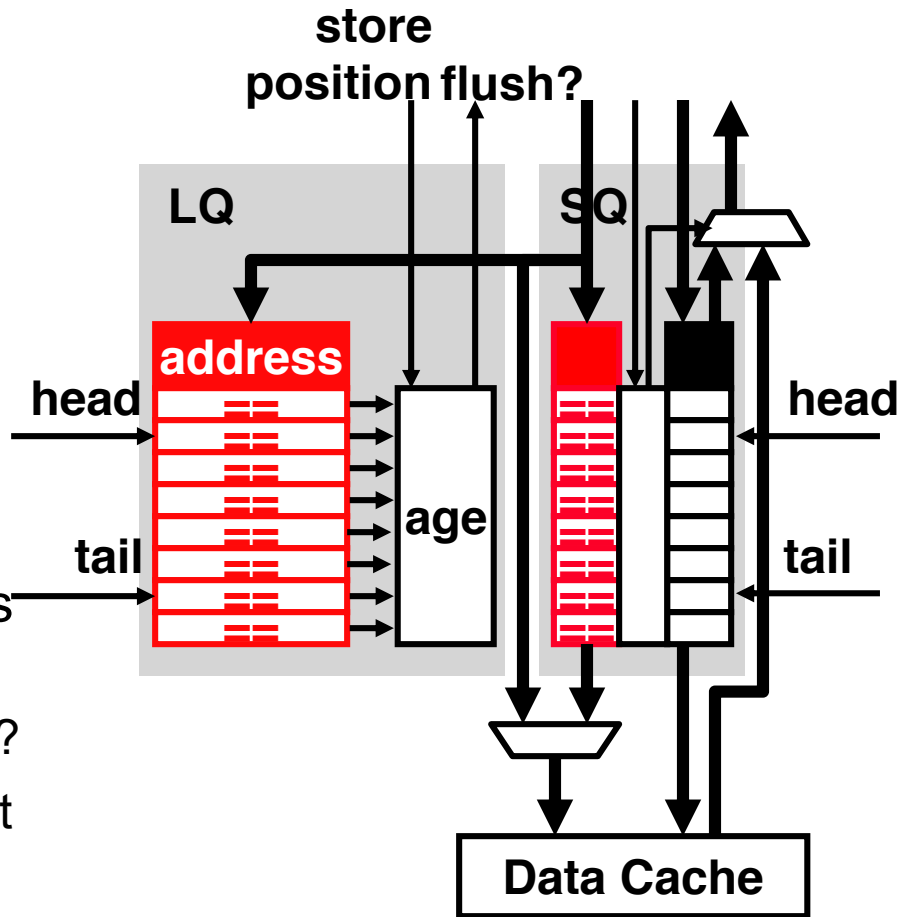 store
position flush?
LQ
SQ
address
head
head
age
tail
tail
s
?
t
Data Cache